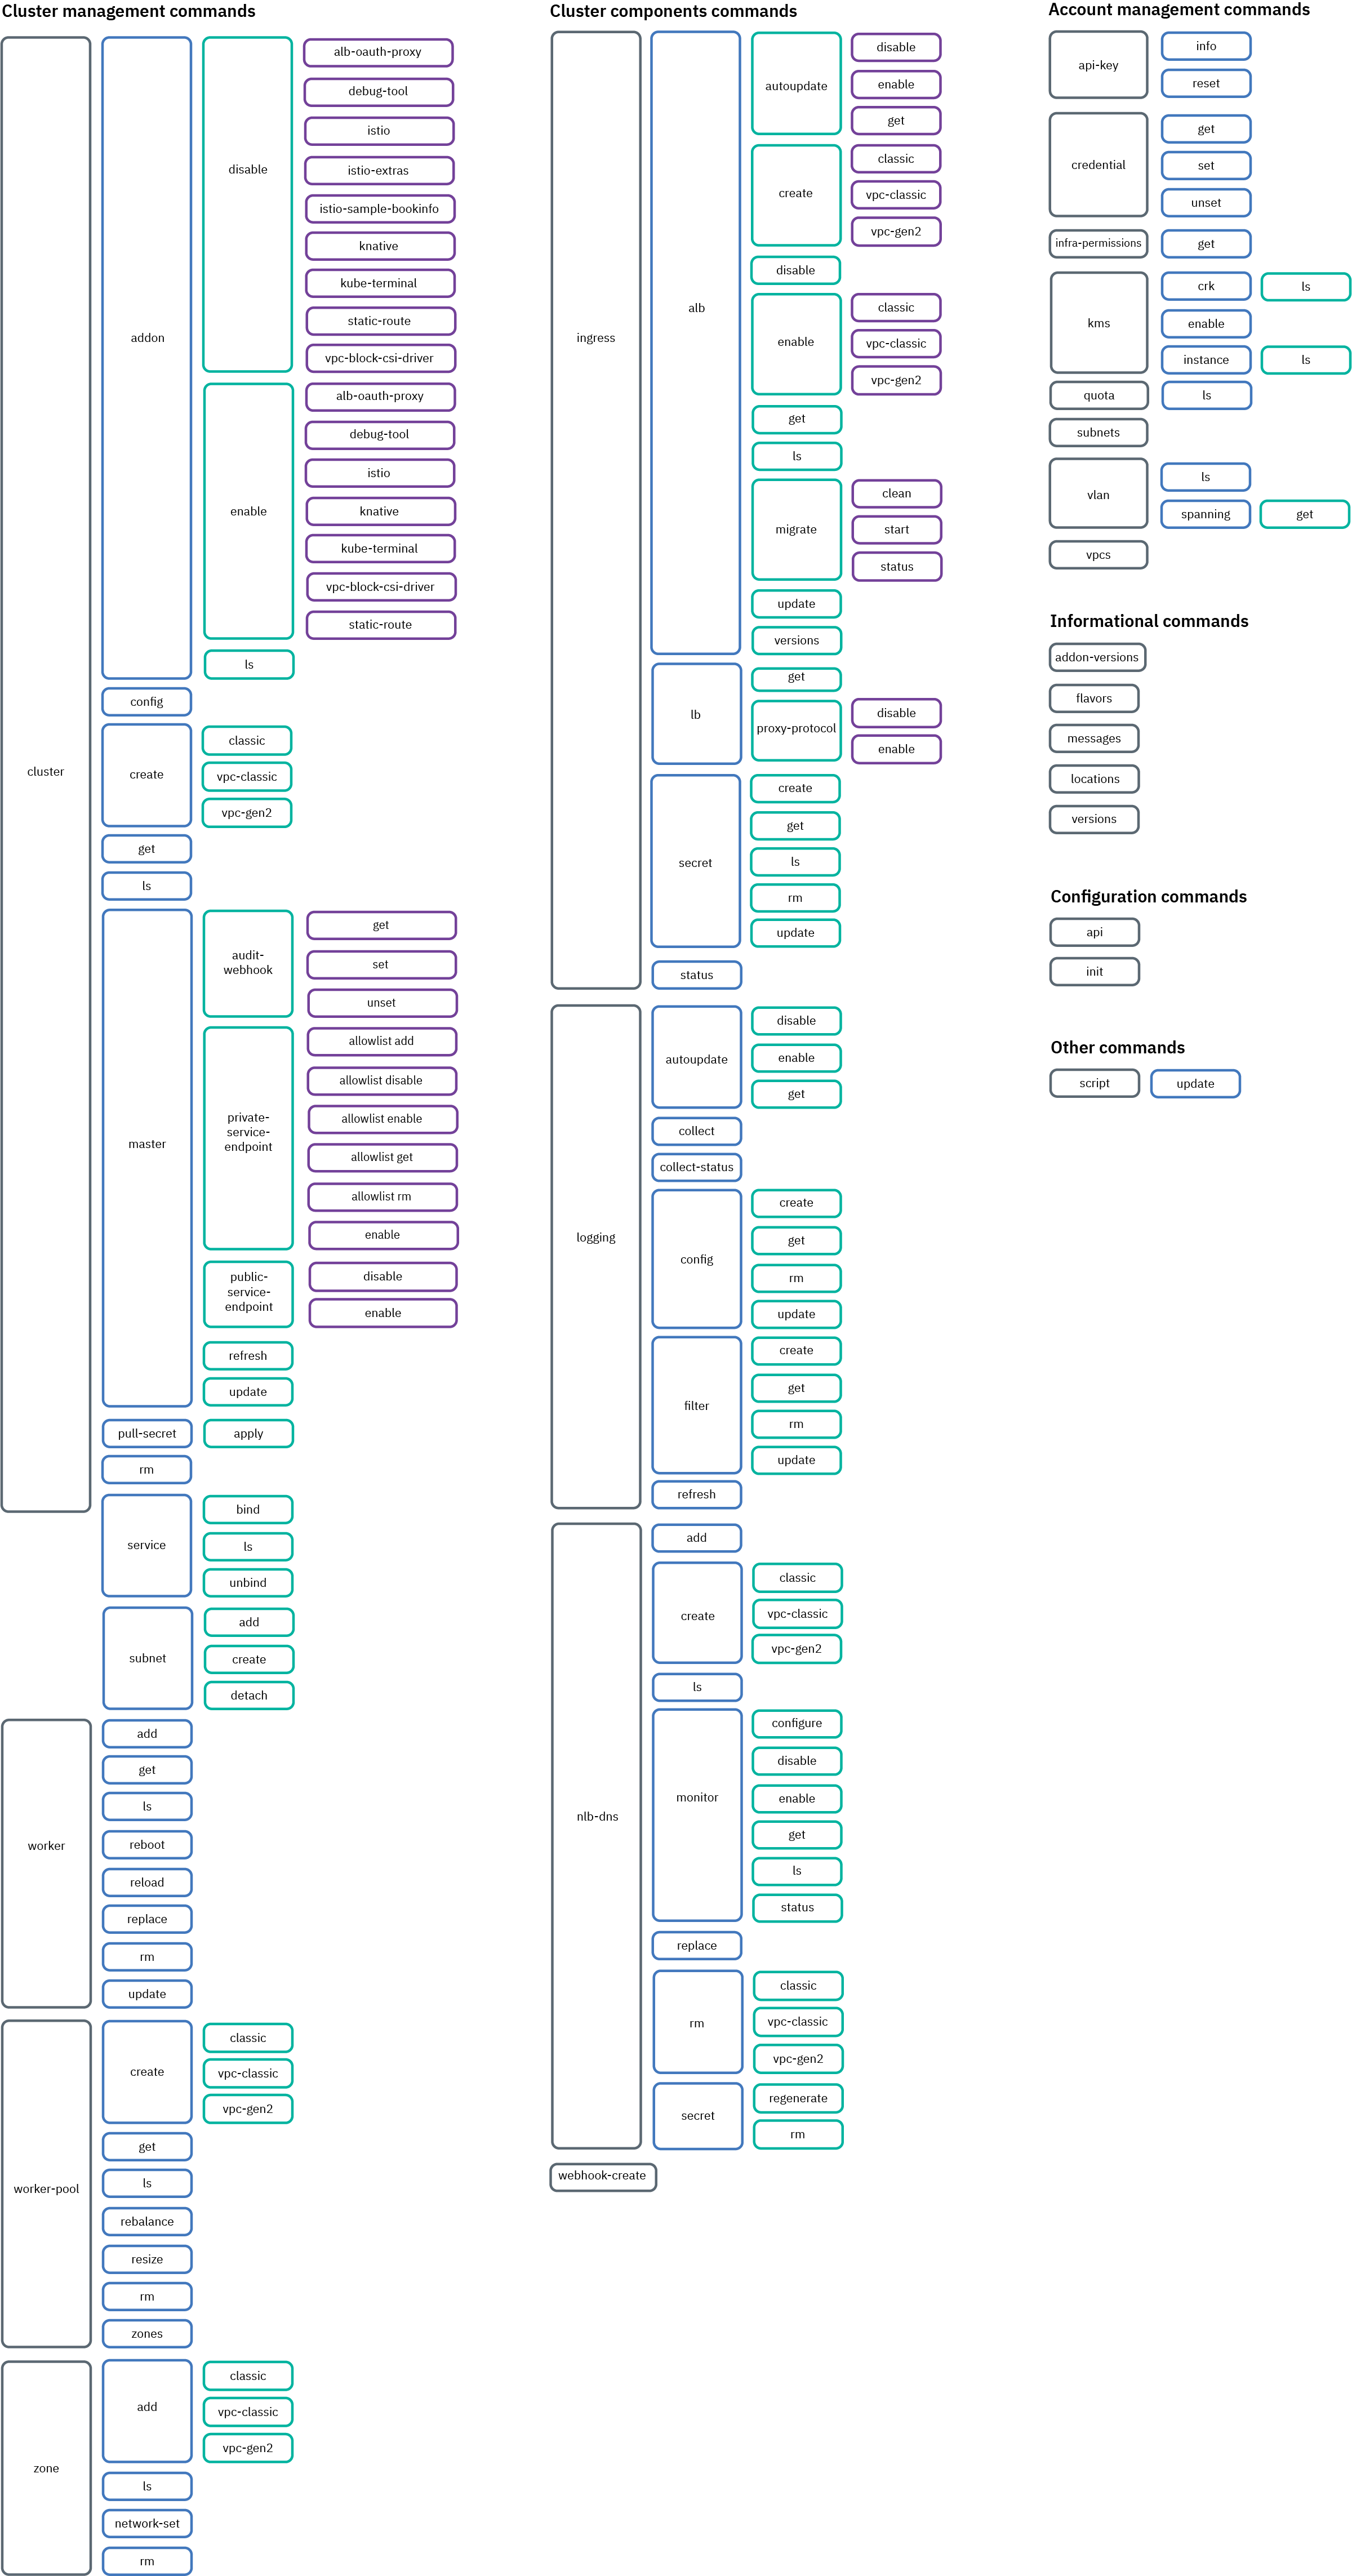 Cluster management commands
cluster
addon
disable
alb-oauth-proxy
debug-tool
istio
istio-extras
istio-sample-bookinfo
knative
kube-terminal
static-route
vpc-block-csi-driver
enable
alb-oauth-proxy
debug-tool
istio
knative
kube-terminal
vpc-block-csi-driver
static-route
ls
config
create
classic
vpc-classic
vpc-gen2
get
ls
master
audit-
webhook
get
set
unset
private-
service-
endpoint
allowlist add
allowlist disable
allowlist enable
allowlist get
allowlist rm
enable
public-
service-
endpoint
disable
enable
refresh
update
pull-secret
apply
rm
service
bind
ls
unbind
subnet
add
create
detach
worker
add
get
ls
reboot
reload
replace
rm
update
worker-pool
create
classic
vpc-classic
vpc-gen2
get
ls
rebalance
resize
rm
zones
zone
add
classic
vpc-classic
vpc-gen2
ls
network-set
rm
Cluster components commands
ingress
alb
autoupdate
disable
enable
get
create
classic
vpc-classic
vpc-gen2
disable
enable
classic
vpc-classic
vpc-gen2
get
ls
migrate
clean
start
status
update
versions
lb
get
proxy-protocol
disable
enable
secret
create
get
ls
rm
update
status
logging
autoupdate
disable
enable
get
collect
collect-status
config
create
get
rm
update
filter
create
get
rm
update
refresh
nlb-dns
add
create
classic
vpc-classic
vpc-gen2
ls
monitor
configure
disable
enable
get
ls
status
replace
rm
classic
vpc-classic
vpc-gen2
secret
regenerate
rm
webhook-create
Account management commands
api-key
info
reset
credential
get
set
unset
infra-permissions
get
kms
crk
ls
enable
instance
ls
quota
ls
subnets
vlan
ls
spanning
get
vpcs
Informational commands
addon-versions
flavors
messages
locations
versions
Configuration commands
api
init
Other commands
script
update